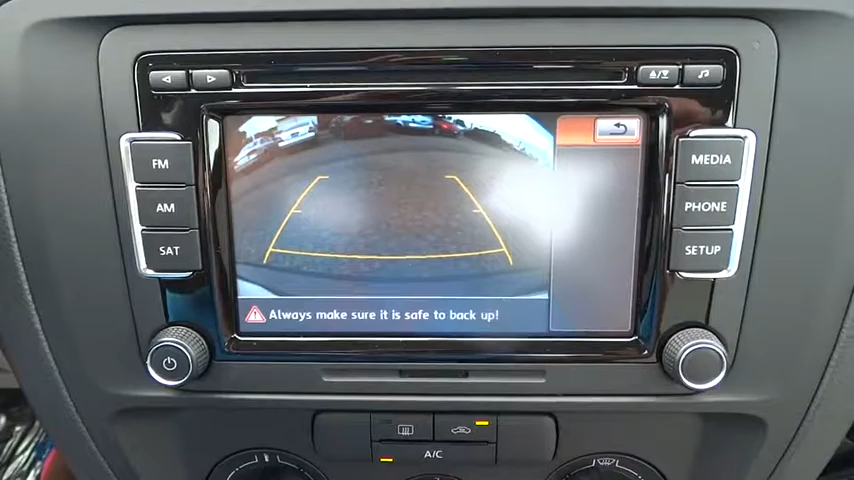 FM
AM
SAT
MEDIA
PHONE
SETUP
Always make sure it is safe to back up!
A/C